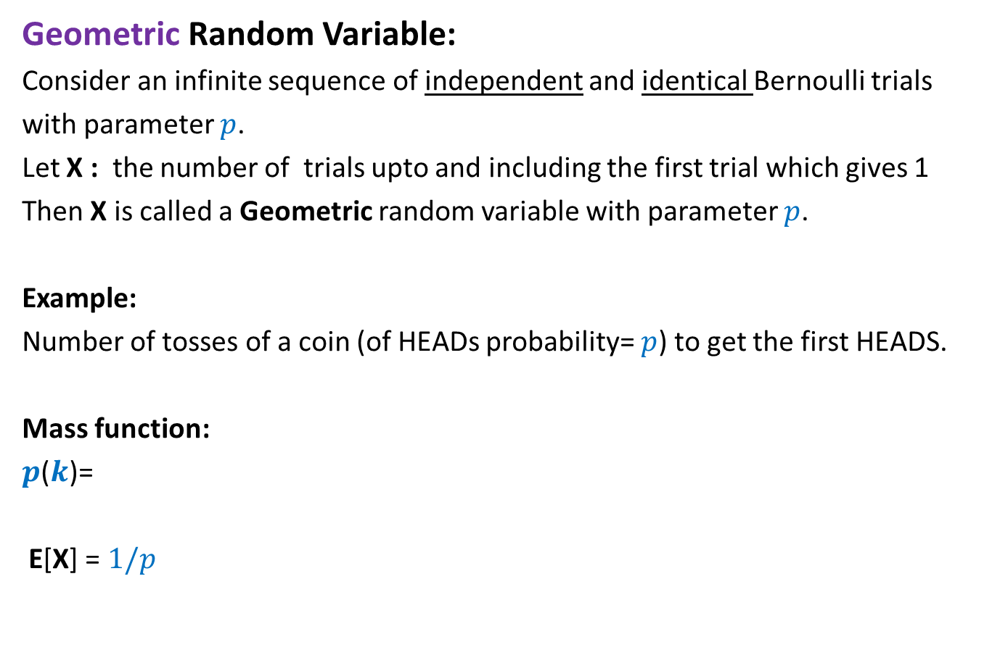 Geometric Random Variable:
Consider an infinite sequence of independent and identical Bernoulli trials
with parameter p.
Let X : the number of trials upto and including the first trial which gives 1
Then X is called a Geometric random variable with parameter p.
Example:
Number of tosses of a coin (of HEADs probability= p) to get the first HEADS.
Mass function:
p(k)=
E[X] = 1/p